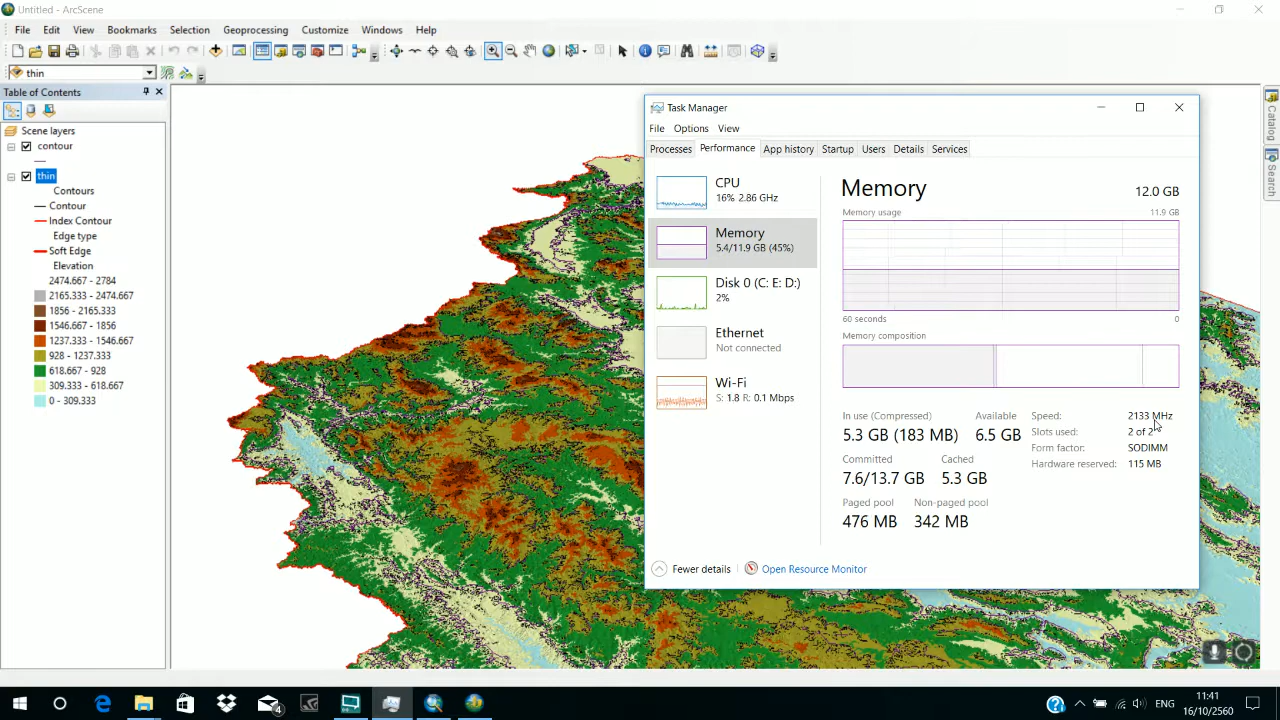 Untitled - ArcScene
File Edit View Bookmarks Selection Geoprocessing Customize Windows Help
thin
Table of Contents
Scene layers
contour
thin
Contours
Contour
Index Contour
Edge type
Soft Edge
Elevation
2474.667 - 2784
2165.333 - 2474.667
1856 - 2165.333
1546.667 - 1856
1237.333 - 1546.667
928 - 1237.333
618.667 - 928
309.333 - 618.667
0 - 309.333
Catalog
Search
Task Manager
File Options View
Processes Performance App history Startup Users Details Services
CPU
16% 2.86 GHz
Memory
5.4/11.9 GB (45%)
Disk 0 (C: E: D:)
2%
Ethernet
Not connected
Wi-Fi
S: 1.8 R: 0.1 Mbps
Memory 12.0 GB
Memory usage 11.9 GB
60 seconds 0
Memory composition
In use (Compressed) Available
5.3 GB (183 MB) 6.5 GB
Committed Cached
7.6/13.7 GB 5.3 GB
Paged pool Non-paged pool
476 MB 342 MB
Speed: 2133 MHz
Slots used: 2 of 2
Form factor: SODIMM
Hardware reserved: 115 MB
Fewer details Open Resource Monitor
4
11:41
16/10/2560